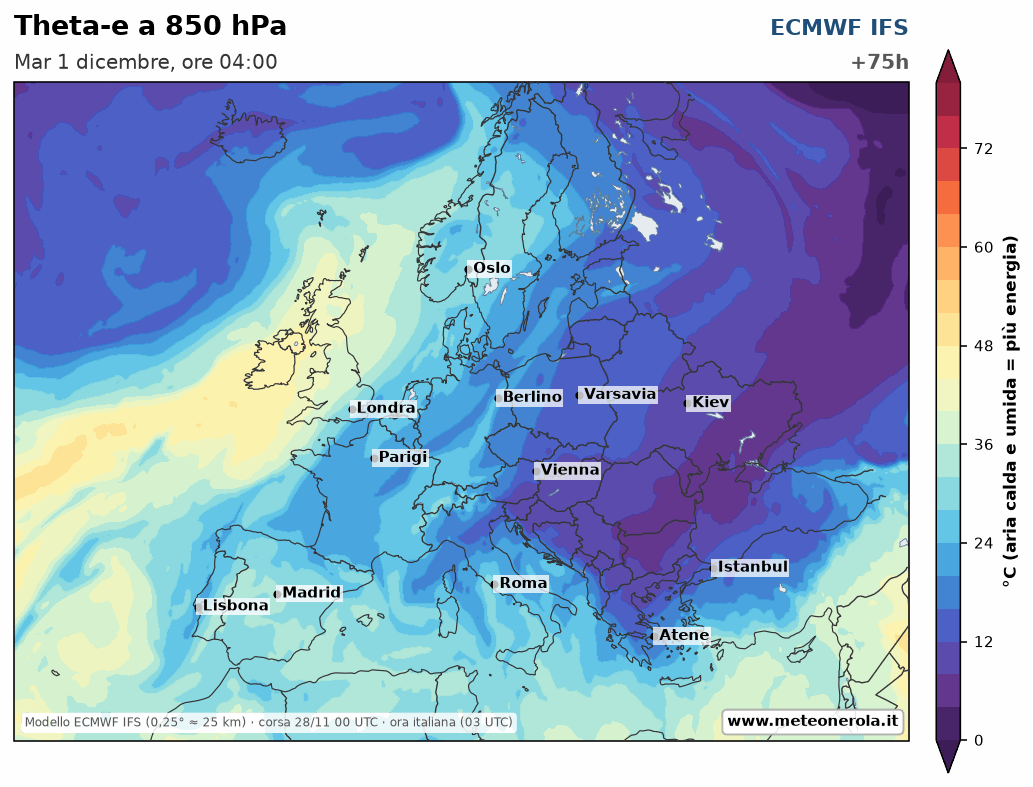 Theta-e a 850 hPa
ECMWF IFS
Mar 1 dicembre, ore 04:00
+75h
72
60
48
36
24
12
0
°C (aria calda e umida = più energia)
Oslo
Berlino
Varsavia
Kiev
Londra
Parigi
Vienna
Istanbul
Roma
Madrid
Lisbona
Atene
Modello ECMWF IFS (0,25° ≈ 25 km) · corsa 28/11 00 UTC · ora italiana (03 UTC)
www.meteonerola.it